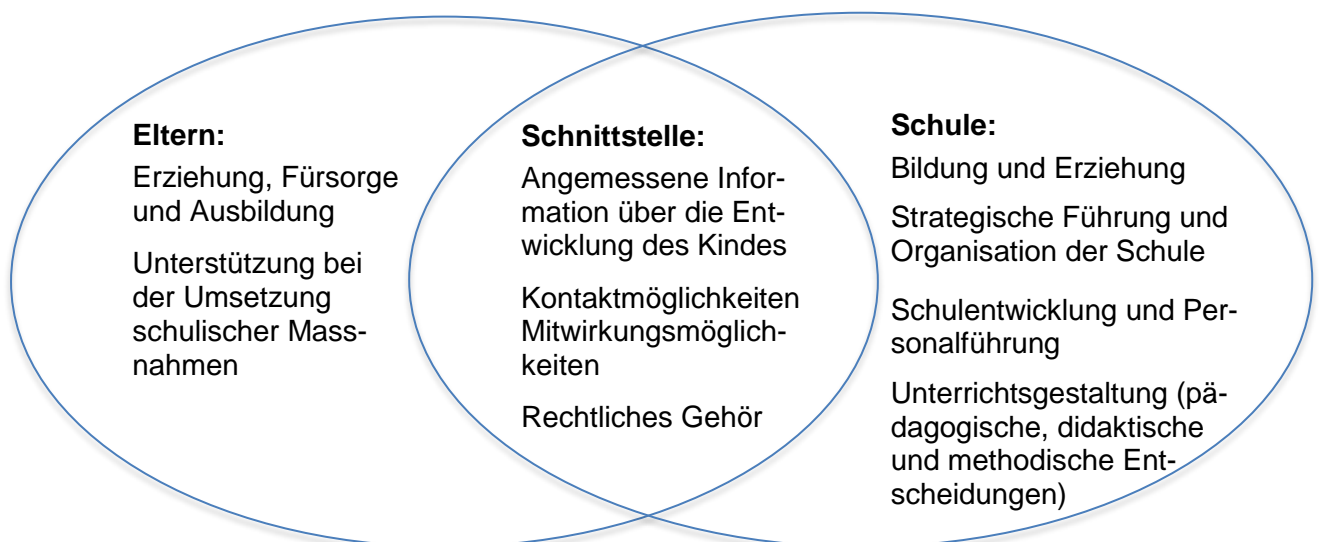 Eltern:
Erziehung, Fürsorge
und Ausbildung
Unterstützung bei
der Umsetzung
schulischer Mass-
nahmen
Schnittstelle:
Angemessene Infor-
mation über die Ent-
wicklung des Kindes
Kontaktmöglichkeiten
Mitwirkungsmöglich-
keiten
Rechtliches Gehör
Schule:
Bildung und Erziehung
Strategische Führung und
Organisation der Schule
Schulentwicklung und Per-
sonalführung
Unterrichtsgestaltung (pä-
dagogische, didaktische
und methodische Ent-
scheidungen)